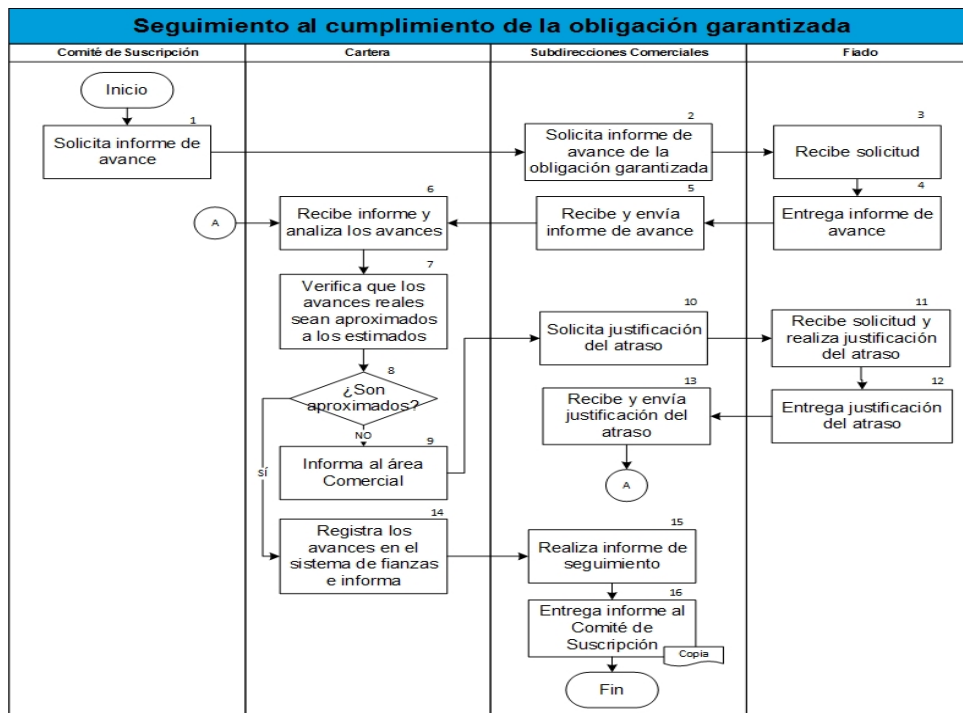 Seguimiento al cumplimiento de la obligación garantizada
Comité de Suscripción
Cartera
Subdirecciones Comerciales
Fiado
Inicio
1
Solicita informe de
avance
2
Solicita informe de
avance de la
obligación garantizada
3
Recibe solicitud
4
Entrega informe de
avance
5
Recibe y envía
informe de avance
6
Recibe informe y
analiza los avances
A
7
Verifica que los
avances reales
sean aproximados
a los estimados
8
¿Son
aproximados?
NO
SÍ
9
Informa al área
Comercial
10
Solicita justificación
del atraso
11
Recibe solicitud y
realiza justificación
del atraso
12
Entrega justificación
del atraso
13
Recibe y envía
justificación del
atraso
A
14
Registra los
avances en el
sistema de fianzas
e informa
15
Realiza informe de
seguimiento
16
Entrega informe al
Comité de
Suscripción
Copia
Fin